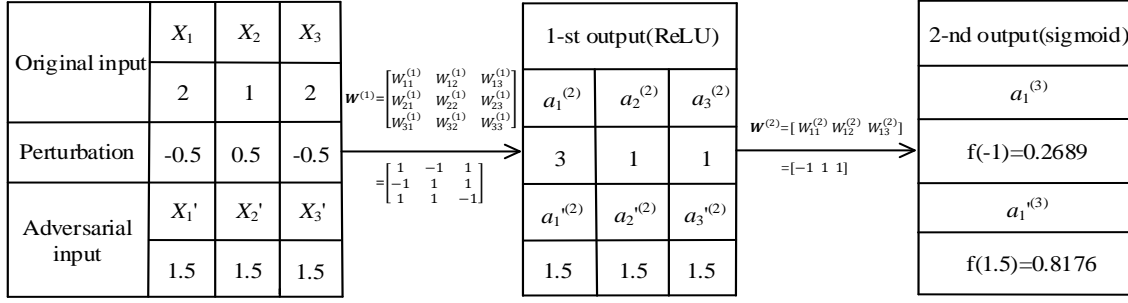 Original input
X₁ X₂ X₃
2 1 2
Perturbation
-0.5 0.5 -0.5
Adversarial
input
X₁' X₂' X₃'
1.5 1.5 1.5
W⁽¹⁾=[W₁₁⁽¹⁾ W₁₂⁽¹⁾ W₁₃⁽¹⁾
W₂₁⁽¹⁾ W₂₂⁽¹⁾ W₂₃⁽¹⁾
W₃₁⁽¹⁾ W₃₂⁽¹⁾ W₃₃⁽¹⁾]
=[1 -1 1
-1 1 1
1 1 -1]
1-st output(ReLU)
a₁⁽²⁾ a₂⁽²⁾ a₃⁽²⁾
3 1 1
a₁'⁽²⁾ a₂'⁽²⁾ a₃'⁽²⁾
1.5 1.5 1.5
W⁽²⁾=[ W₁₁⁽²⁾ W₁₂⁽²⁾ W₁₃⁽²⁾]
=[-1 1 1]
2-nd output(sigmoid)
a₁⁽³⁾
f(-1)=0.2689
a₁'⁽³⁾
f(1.5)=0.8176